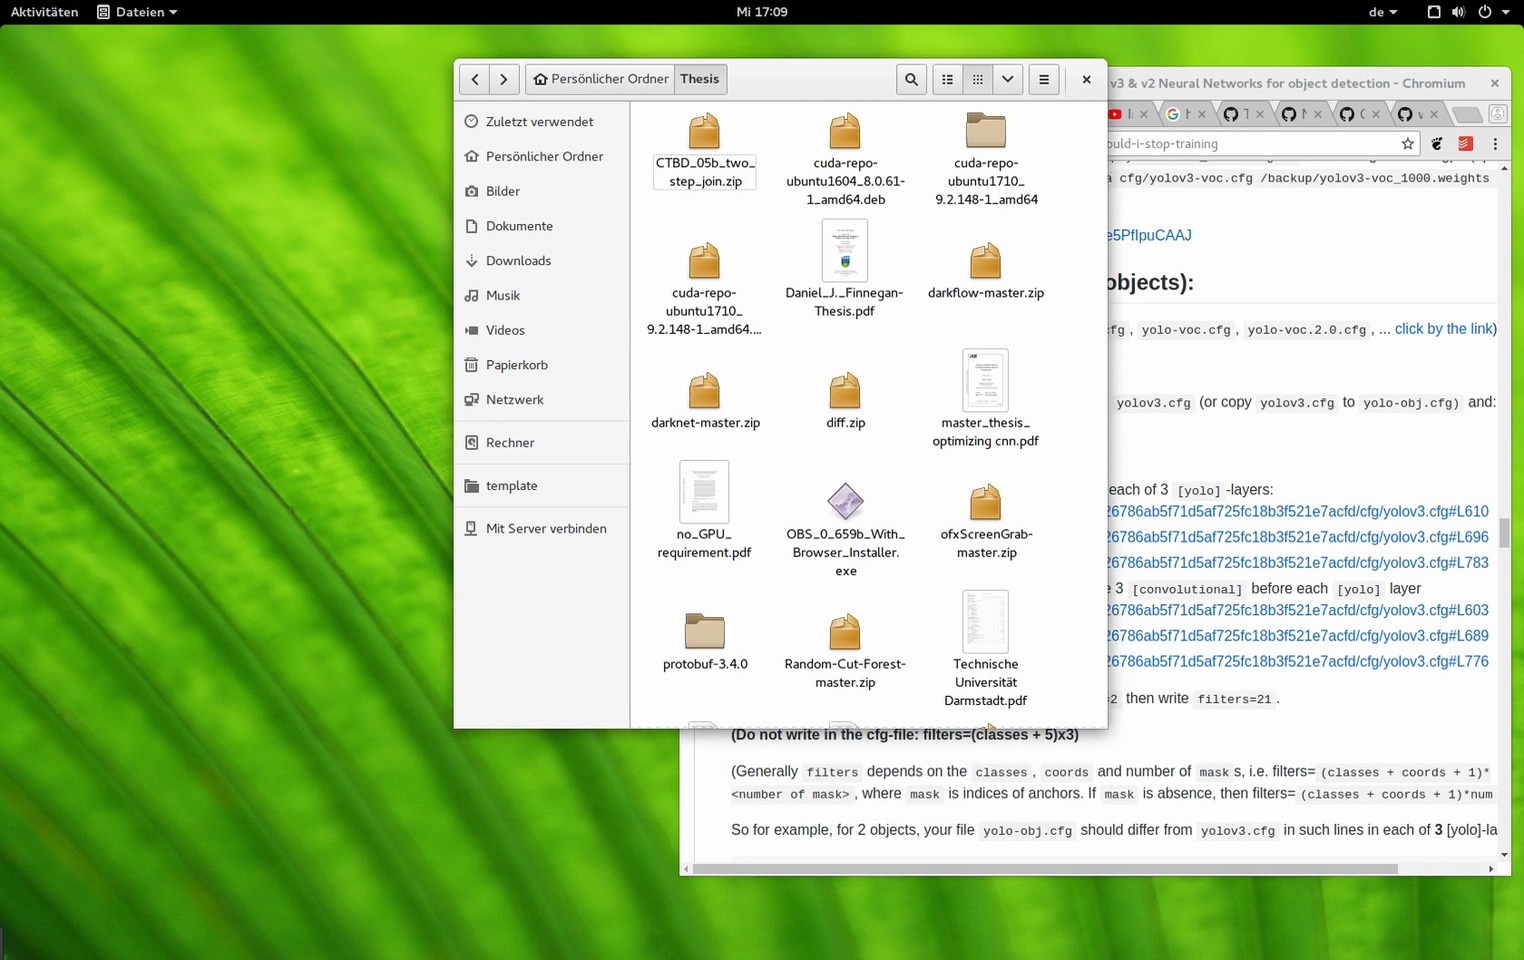 Aktivitäten
Dateien
Mi 17:09
de
Persönlicher Ordner
Thesis
Zuletzt verwendet
Persönlicher Ordner
Bilder
Dokumente
Downloads
Musik
Videos
Papierkorb
Netzwerk
Rechner
template
Mit Server verbinden
CTBD_05b_two_
step_join.zip
cuda-repo-
ubuntu1604_8.0.61-
1_amd64.deb
cuda-repo-
ubuntu1710_
9.2.148-1_amd64
cuda-repo-
ubuntu1710_
9.2.148-1_amd64....
Daniel_J._Finnegan-
Thesis.pdf
darkflow-master.zip
darknet-master.zip
diff.zip
master_thesis_
optimizing cnn.pdf
no_GPU_
requirement.pdf
OBS_0_659b_With_
Browser_Installer.
exe
ofxScreenGrab-
master.zip
protobuf-3.4.0
Random-Cut-Forest-
master.zip
Technische
Universität
Darmstadt.pdf
v3 & v2 Neural Networks for object detection - Chromium
ould-i-stop-training
a cfg/yolov3-voc.cfg /backup/yolov3-voc_1000.weights
e5PfIpuCAAJ
objects):
cfg , yolo-voc.cfg , yolo-voc.2.0.cfg , ... click by the link)
yolov3.cfg (or copy yolov3.cfg to yolo-obj.cfg) and:
each of 3 [yolo] -layers:
26786ab5f71d5af725fc18b3f521e7acfd/cfg/yolov3.cfg#L610
26786ab5f71d5af725fc18b3f521e7acfd/cfg/yolov3.cfg#L696
26786ab5f71d5af725fc18b3f521e7acfd/cfg/yolov3.cfg#L783
e 3 [convolutional] before each [yolo] layer
26786ab5f71d5af725fc18b3f521e7acfd/cfg/yolov3.cfg#L603
26786ab5f71d5af725fc18b3f521e7acfd/cfg/yolov3.cfg#L689
26786ab5f71d5af725fc18b3f521e7acfd/cfg/yolov3.cfg#L776
=2 then write filters=21 .
(Do not write in the cfg-file: filters=(classes + 5)x3)
(Generally filters depends on the classes , coords and number of mask s, i.e. filters= (classes + coords + 1)*
<number of mask> , where mask is indices of anchors. If mask is absence, then filters= (classes + coords + 1)*num
So for example, for 2 objects, your file yolo-obj.cfg should differ from yolov3.cfg in such lines in each of 3 [yolo]-la